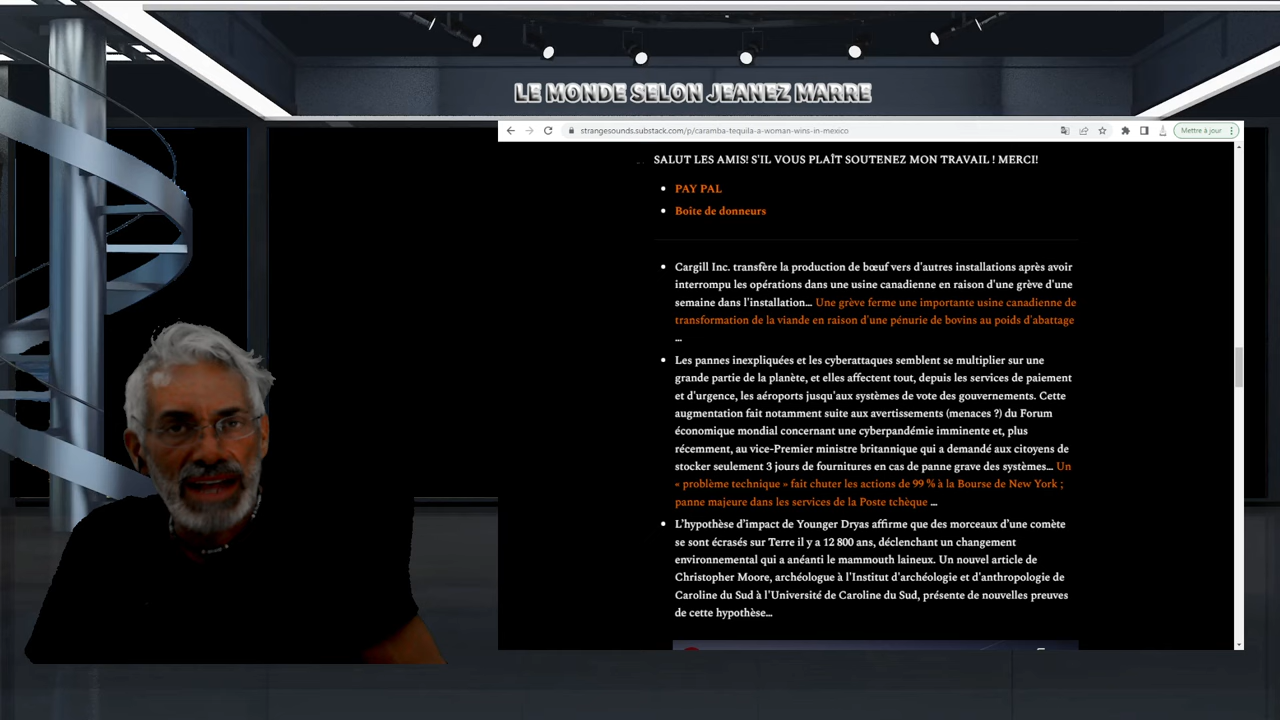 LE MONDE SELON JEANEZ MARRE
strangesounds.substack.com/p/caramba-tequila-a-woman-wins-in-mexico
Mettre à jour
SALUT LES AMIS! S'IL VOUS PLAÎT SOUTENEZ MON TRAVAIL ! MERCI!
PAY PAL
Boîte de donneurs
Cargill Inc. transfère la production de bœuf vers d'autres installations après avoir
interrompu les opérations dans une usine canadienne en raison d'une grève d'une
semaine dans l'installation... Une grève ferme une importante usine canadienne de
transformation de la viande en raison d'une pénurie de bovins au poids d'abattage
...
Les pannes inexpliquées et les cyberattaques semblent se multiplier sur une
grande partie de la planète, et elles affectent tout, depuis les services de paiement
et d'urgence, les aéroports jusqu'aux systèmes de vote des gouvernements. Cette
augmentation fait notamment suite aux avertissements (menaces ?) du Forum
économique mondial concernant une cyberpandémie imminente et, plus
récemment, au vice-Premier ministre britannique qui a demandé aux citoyens de
stocker seulement 3 jours de fournitures en cas de panne grave des systèmes... Un
« problème technique » fait chuter les actions de 99 % à la Bourse de New York ;
panne majeure dans les services de la Poste tchèque ...
L'hypothèse d'impact de Younger Dryas affirme que des morceaux d'une comète
se sont écrasés sur Terre il y a 12 800 ans, déclenchant un changement
environnemental qui a anéanti le mammouth laineux. Un nouvel article de
Christopher Moore, archéologue à l'Institut d'archéologie et d'anthropologie de
Caroline du Sud à l'Université de Caroline du Sud, présente de nouvelles preuves
de cette hypothèse...